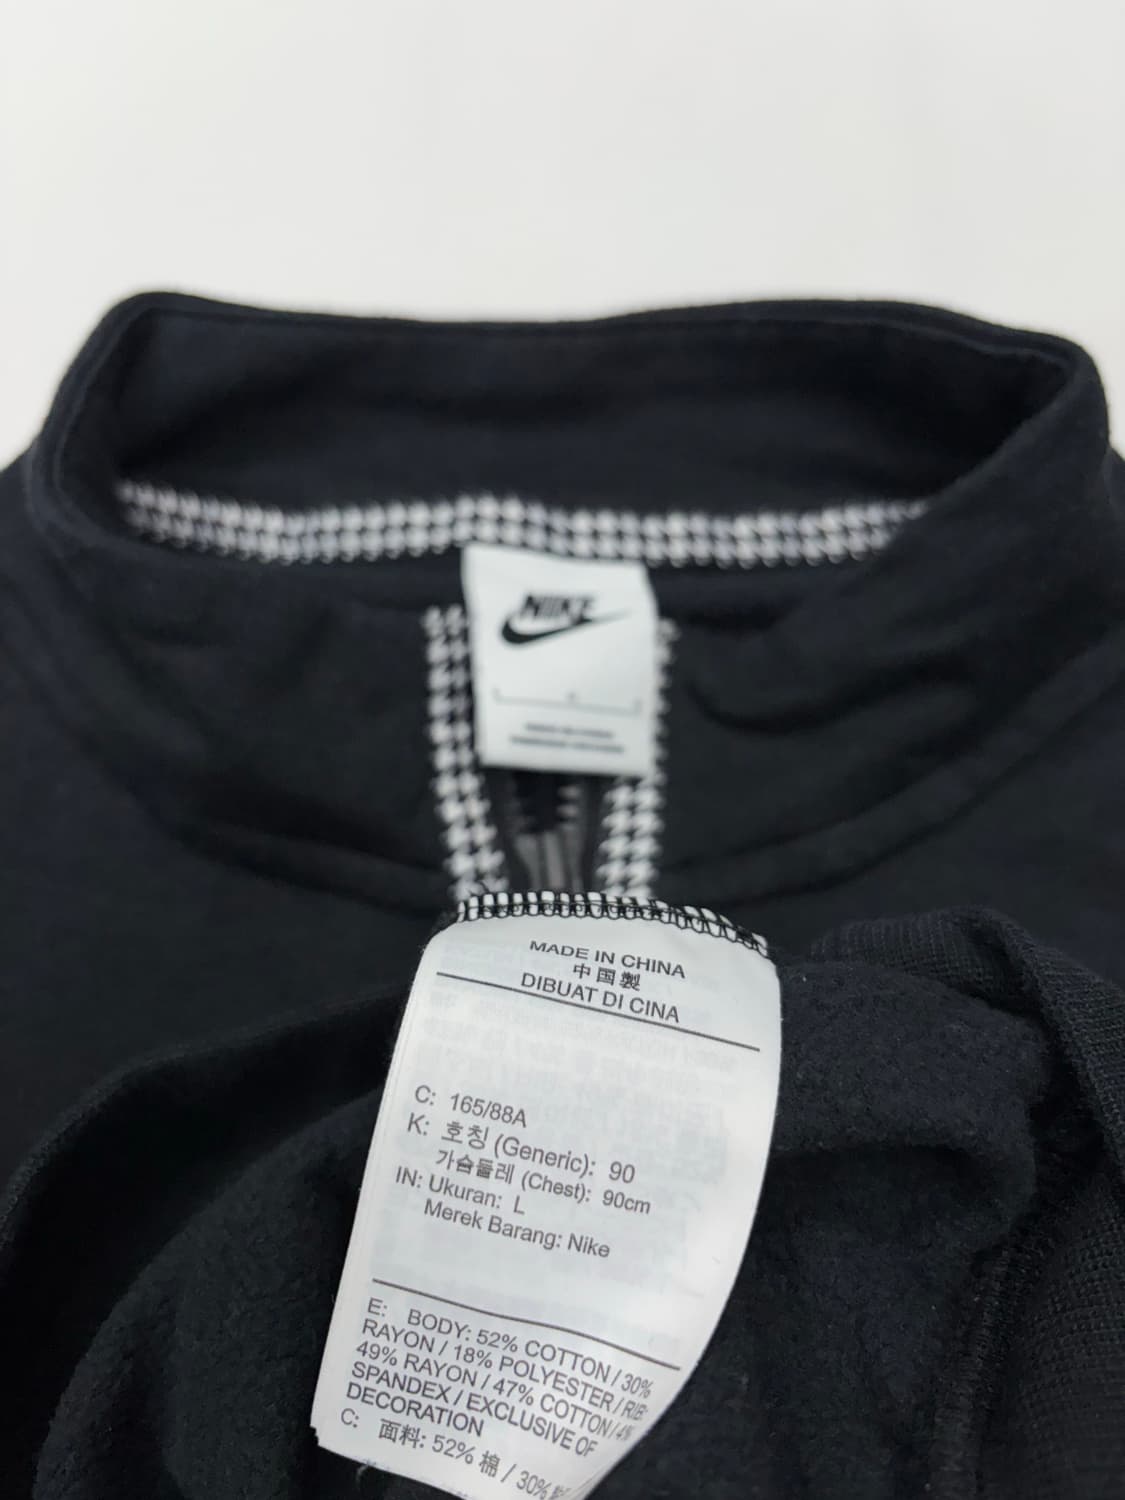 NIKE
MADE IN CHINA
中国製
DIBUAT DI CINA
C: 165/88A
K: 호칭 (Generic): 90
가슴둘레 (Chest): 90cm
IN: Ukuran: L
Merek Barang: Nike
E: BODY: 52% COTTON / 30%
RAYON / 18% POLYESTER / RIB:
49% RAYON / 47% COTTON / 4%
SPANDEX / EXCLUSIVE OF
DECORATION
C: 面料: 52% 棉 / 30%